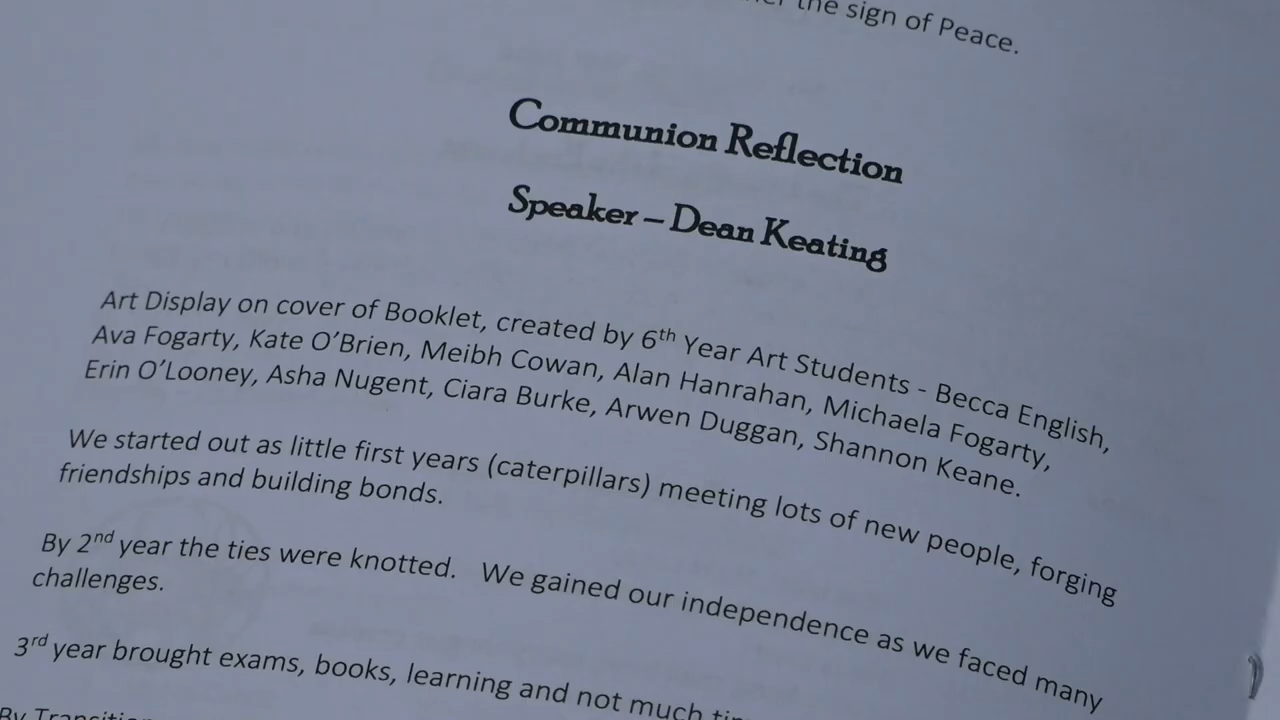 the sign of Peace.
Communion Reflection
Speaker – Dean Keating
Art Display on cover of Booklet, created by 6th Year Art Students - Becca English,
Ava Fogarty, Kate O’Brien, Meibh Cowan, Alan Hanrahan, Michaela Fogarty,
Erin O’Looney, Asha Nugent, Ciara Burke, Arwen Duggan, Shannon Keane.
We started out as little first years (caterpillars) meeting lots of new people, forging
friendships and building bonds.
By 2nd year the ties were knotted. We gained our independence as we faced many
challenges.
3rd year brought exams, books, learning and not much
By